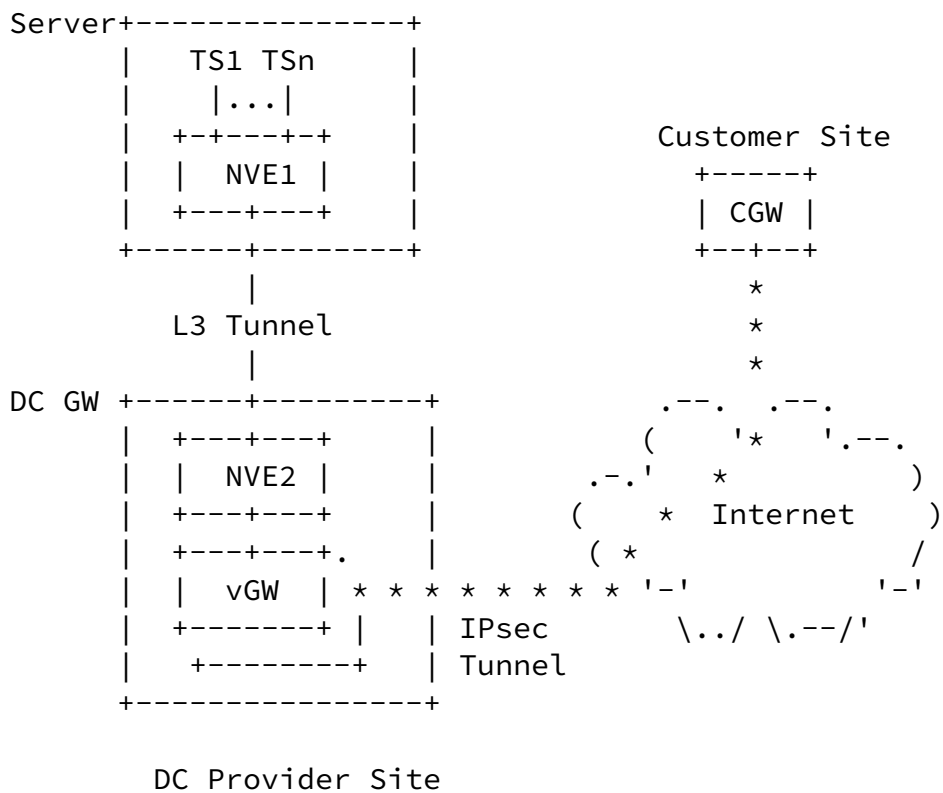 Server
TS1 TSn
...
Customer Site
NVE1
CGW
L3 Tunnel
DC GW
NVE2
Internet
vGW
IPsec
Tunnel
DC Provider Site